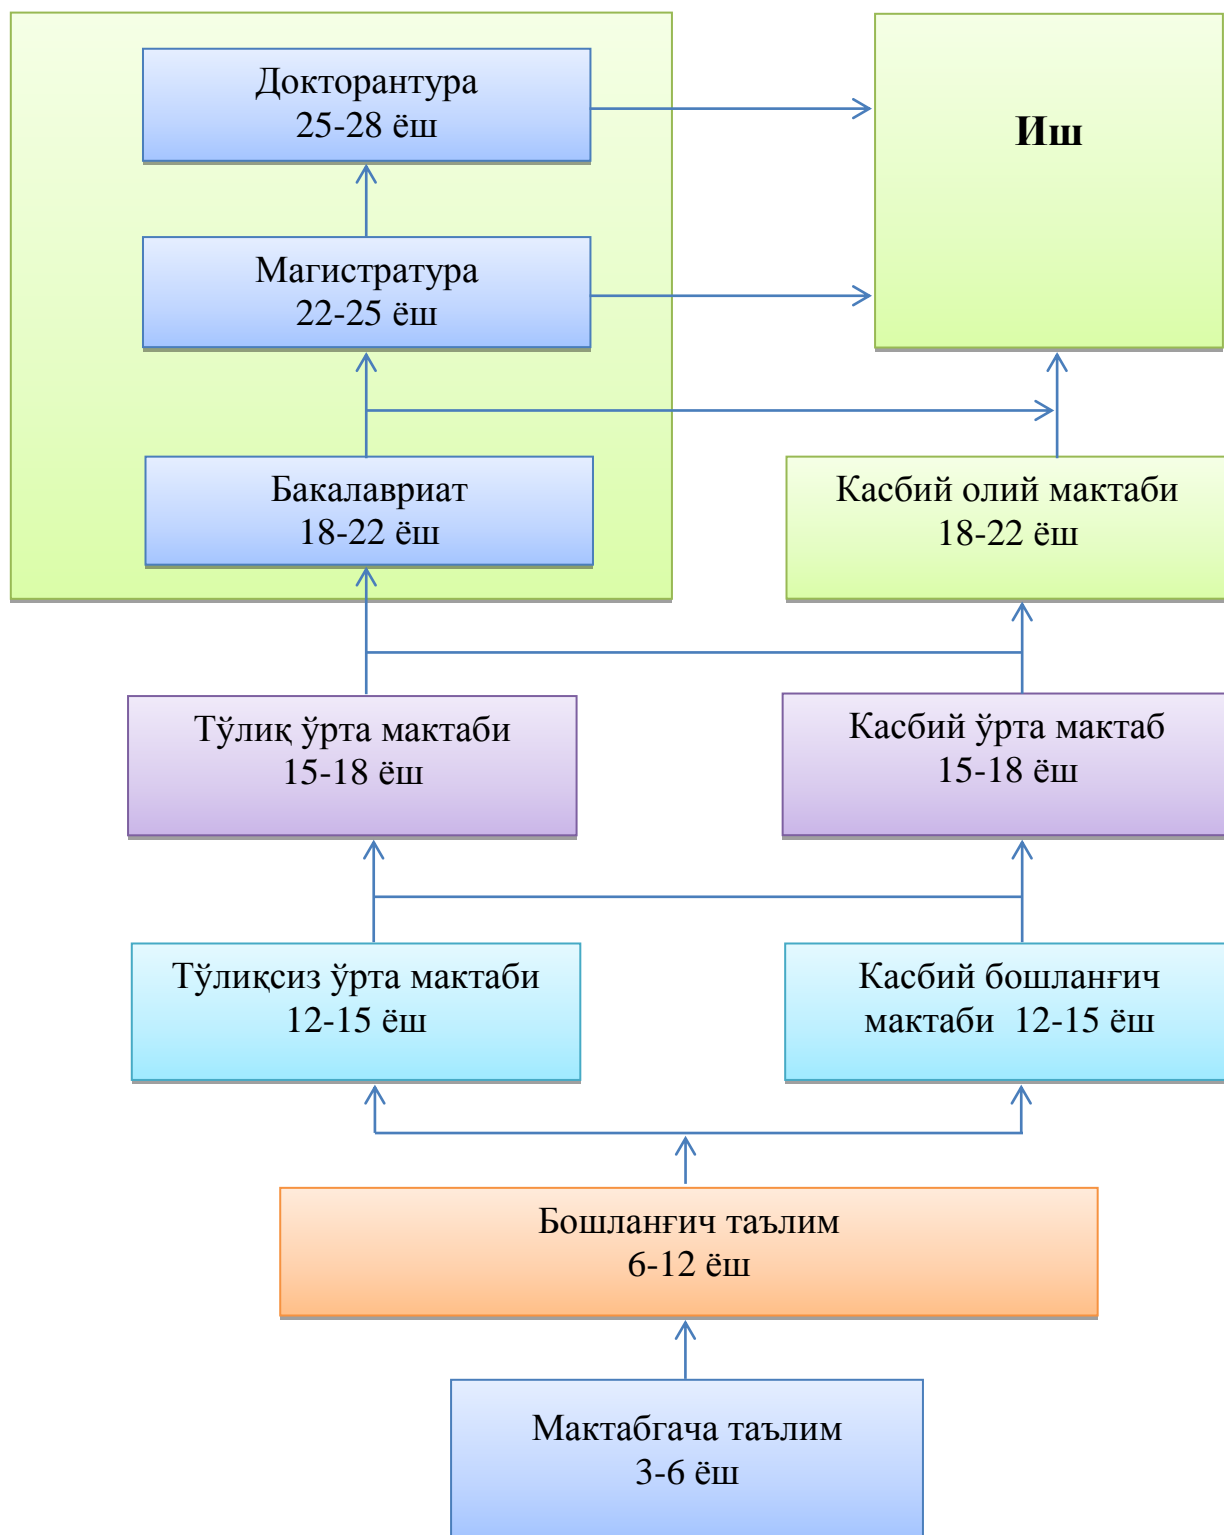 Докторантура
25-28 ёш
Иш
Магистратура
22-25 ёш
Бакалавриат
18-22 ёш
Касбий олий мактаби
18-22 ёш
Тўлиқ ўрта мактаби
15-18 ёш
Касбий ўрта мактаб
15-18 ёш
Тўлиқсиз ўрта мактаби
12-15 ёш
Касбий бошланғич
мактаби  12-15 ёш
Бошланғич таълим
6-12 ёш
Мактабгача таълим
3-6 ёш